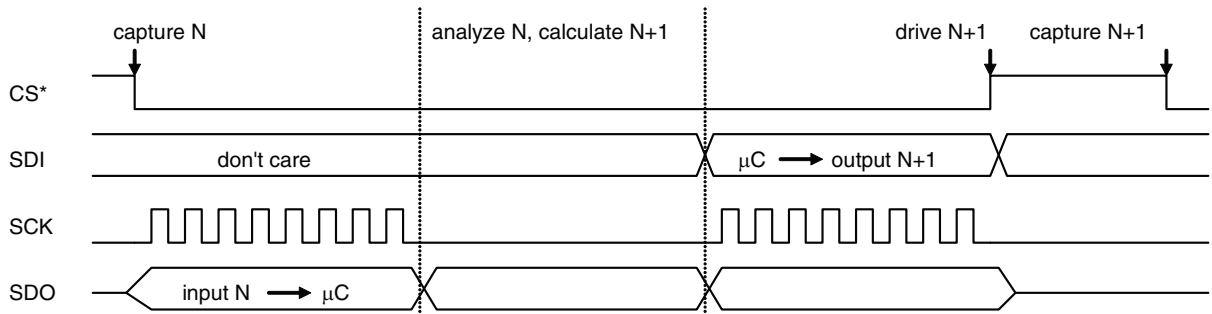 capture N
analyze N, calculate N+1
drive N+1
capture N+1
CS*
SDI
don't care
μC
output N+1
SCK
SDO
input N
μC